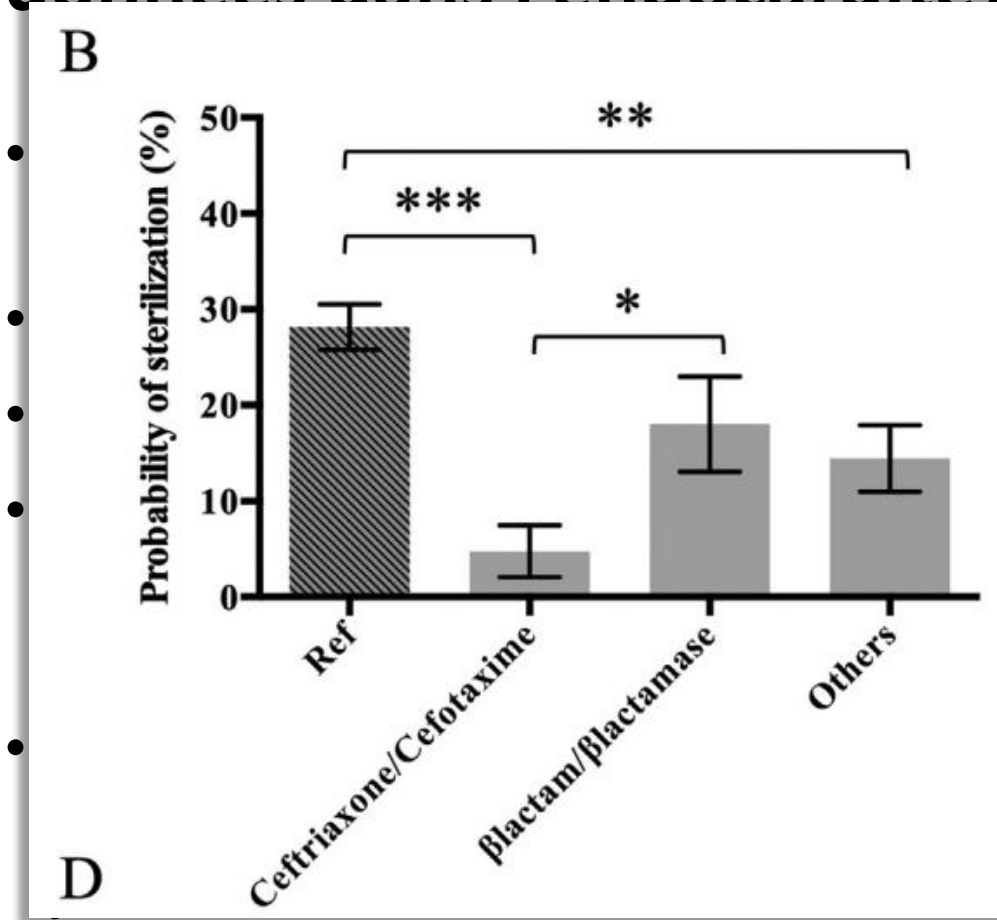 B
Probability of sterilization (%)
50
40
30
20
10
0
**
***
*
Ref
Ceftriaxone/Cefotaxime
βlactam/βlactamase
Others
D